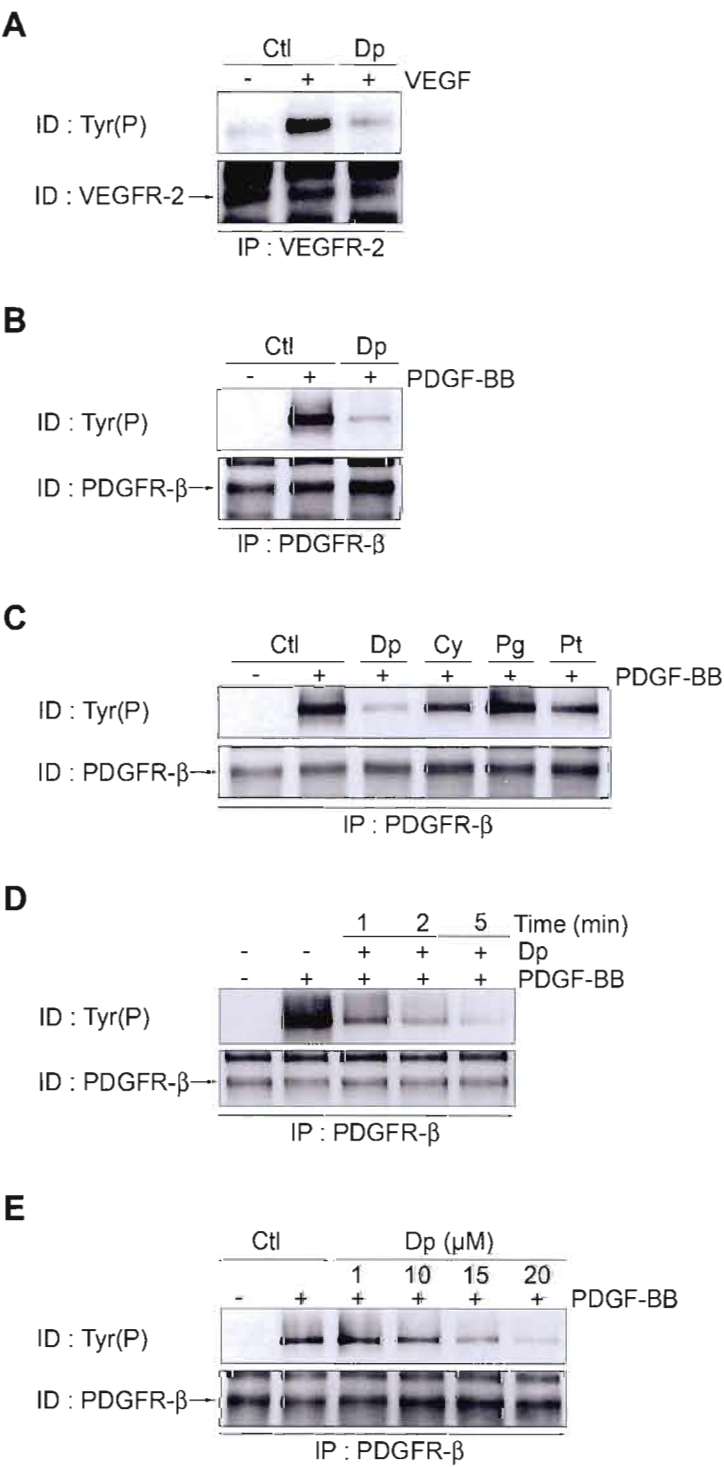 A
Ctl Dp
- + + VEGF
ID : Tyr(P)
ID : VEGFR-2
IP : VEGFR-2
B
Ctl Dp
- + + PDGF-BB
ID : Tyr(P)
ID : PDGFR-β
IP : PDGFR-β
C
Ctl Dp Cy Pg Pt
- + + + + + PDGF-BB
ID : Tyr(P)
ID : PDGFR-β
IP : PDGFR-β
D
1 2 5 Time (min)
- - + + + Dp
- + + + + PDGF-BB
ID : Tyr(P)
ID : PDGFR-β
IP : PDGFR-β
E
Ctl Dp (µM)
1 10 15 20
- + + + + + PDGF-BB
ID : Tyr(P)
ID : PDGFR-β
IP : PDGFR-β